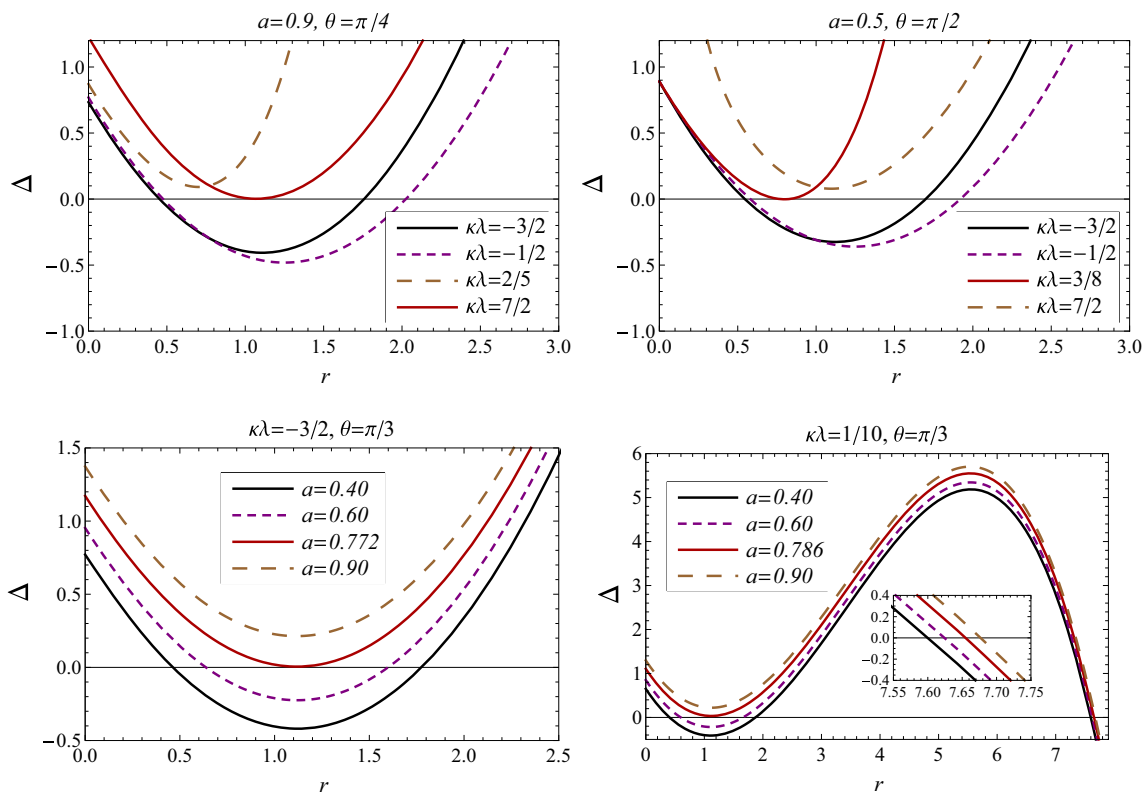 a=0.9, θ=π/4
1.0
0.5
0.0
−0.5
−1.0
Δ
0.0 0.5 1.0 1.5 2.0 2.5 3.0
r
κλ=−3/2
κλ=−1/2
κλ=2/5
κλ=7/2
a=0.5, θ=π/2
1.0
0.5
0.0
−0.5
−1.0
Δ
0.0 0.5 1.0 1.5 2.0 2.5 3.0
r
κλ=−3/2
κλ=−1/2
κλ=3/8
κλ=7/2
κλ=−3/2, θ=π/3
1.5
1.0
0.5
0.0
−0.5
Δ
0.0 0.5 1.0 1.5 2.0 2.5
r
a=0.40
a=0.60
a=0.772
a=0.90
κλ=1/10, θ=π/3
6
5
4
3
2
1
0
Δ
0 1 2 3 4 5 6 7
r
a=0.40
a=0.60
a=0.786
a=0.90
0.4
0.2
0.0
−0.2
−0.4
7.55 7.60 7.65 7.70 7.75